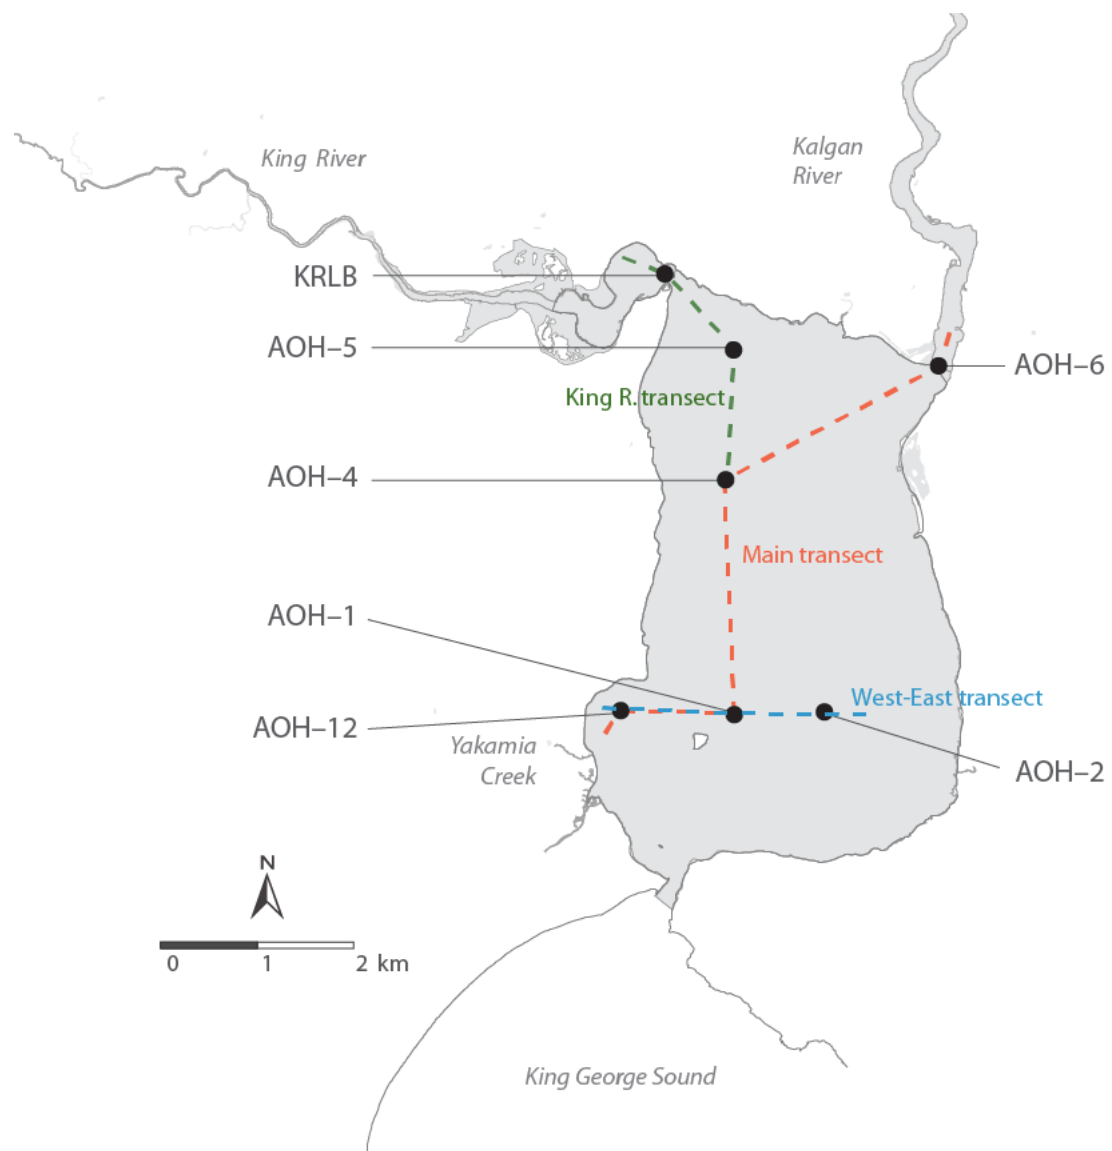 Kalgan
River
King River
KRLB
AOH–5
AOH–6
King R. transect
AOH–4
Main transect
AOH–1
West-East transect
AOH–12
Yakamia
Creek
AOH–2
N
0 1 2 km
King George Sound